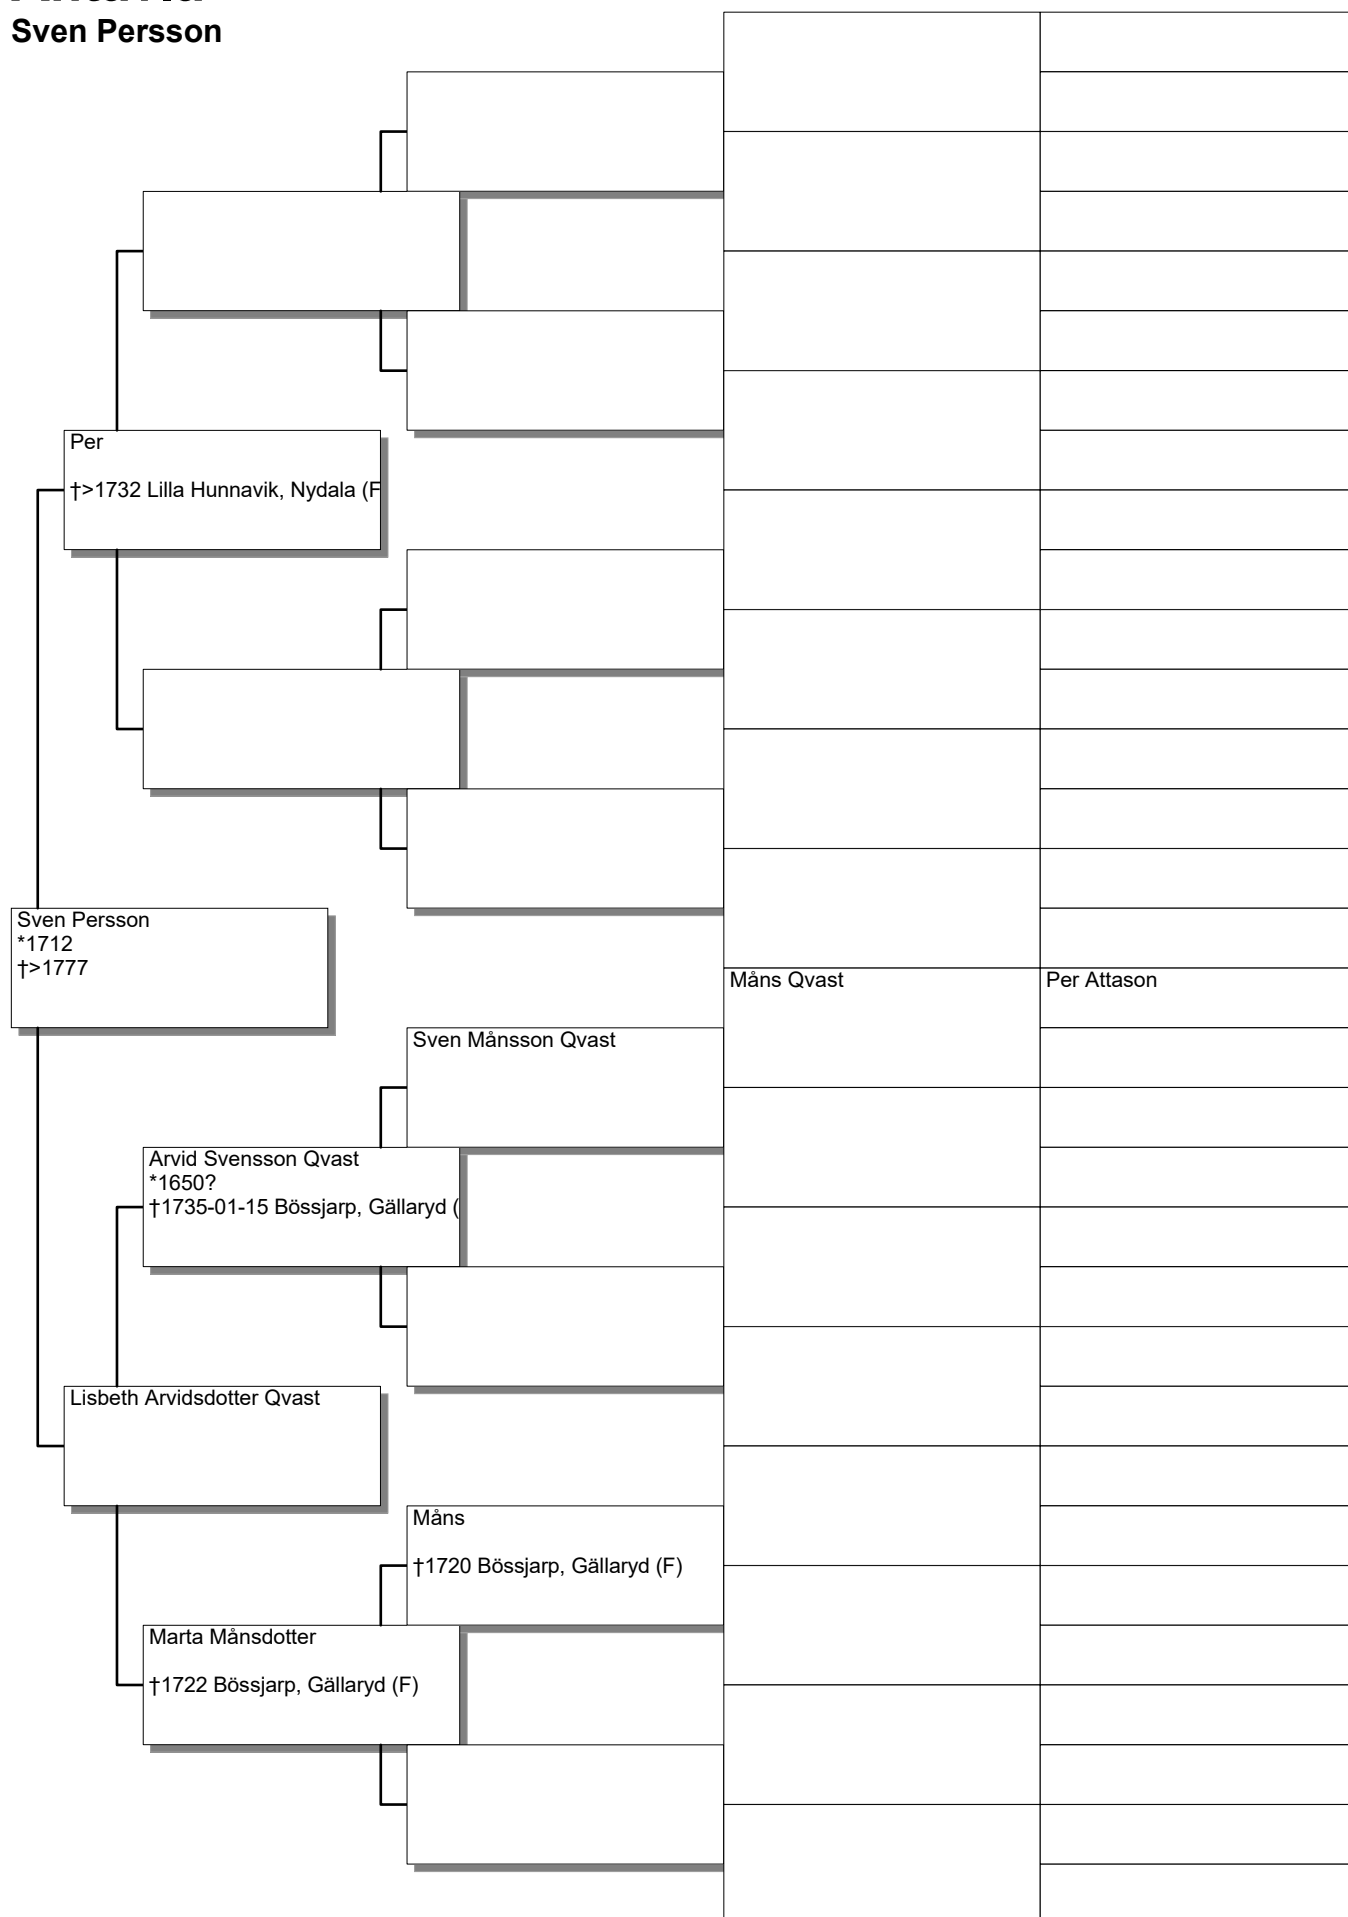 Sven Persson
Per
†>1732 Lilla Hunnavik, Nydala (F
Sven Persson
*1712
†>1777
Måns Qvast
Per Attason
Sven Månsson Qvast
Arvid Svensson Qvast
*1650?
†1735-01-15 Bössjarp, Gällaryd (
Lisbeth Arvidsdotter Qvast
Måns
†1720 Bössjarp, Gällaryd (F)
Marta Månsdotter
†1722 Bössjarp, Gällaryd (F)